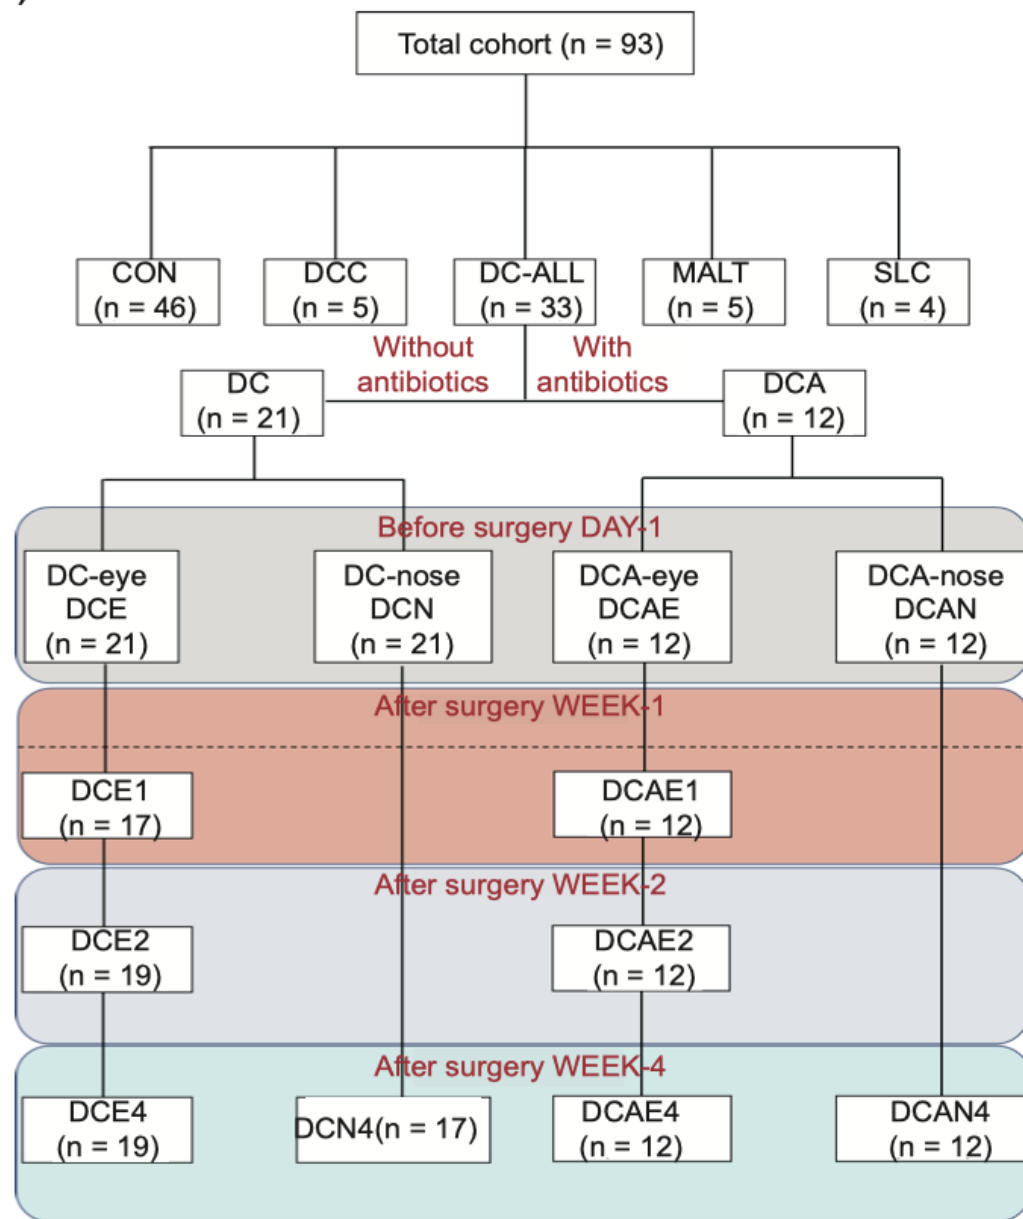 )
Total cohort (n = 93)
CON
(n = 46)
DCC
(n = 5)
DC-ALL
(n = 33)
MALT
(n = 5)
SLC
(n = 4)
Without
antibiotics
With
antibiotics
DC
(n = 21)
DCA
(n = 12)
Before surgery DAY-1
DC-eye
DCE
(n = 21)
DC-nose
DCN
(n = 21)
DCA-eye
DCAE
(n = 12)
DCA-nose
DCAN
(n = 12)
After surgery WEEK-1
DCE1
(n = 17)
DCAE1
(n = 12)
After surgery WEEK-2
DCE2
(n = 19)
DCAE2
(n = 12)
After surgery WEEK-4
DCE4
(n = 19)
DCN4(n = 17)
DCAE4
(n = 12)
DCAN4
(n = 12)